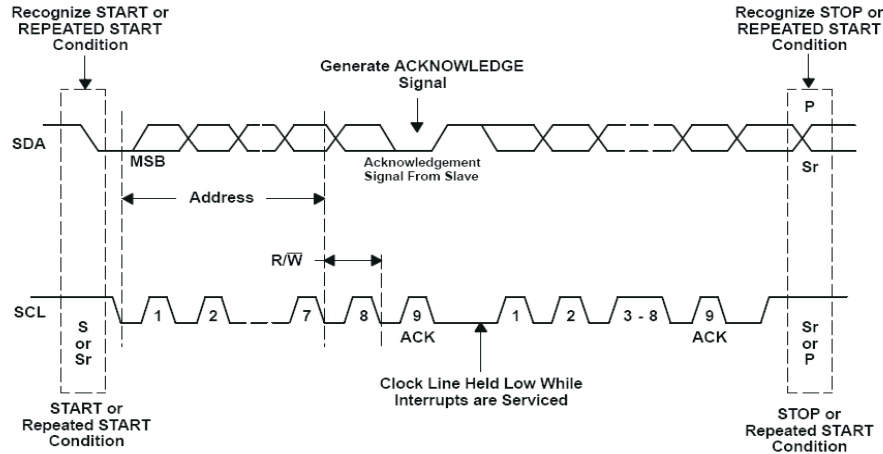 Recognize START or
REPEATED START
Condition
Recognize STOP or
REPEATED START
Condition
Generate ACKNOWLEDGE
Signal
P
SDA
MSB
Acknowledgement
Signal From Slave
Sr
Address
R/W̅
SCL
S
or
Sr
1
2
7
8
9
ACK
1
2
3 - 8
9
ACK
Sr
or
P
Clock Line Held Low While
Interrupts are Serviced
START or
Repeated START
Condition
STOP or
Repeated START
Condition